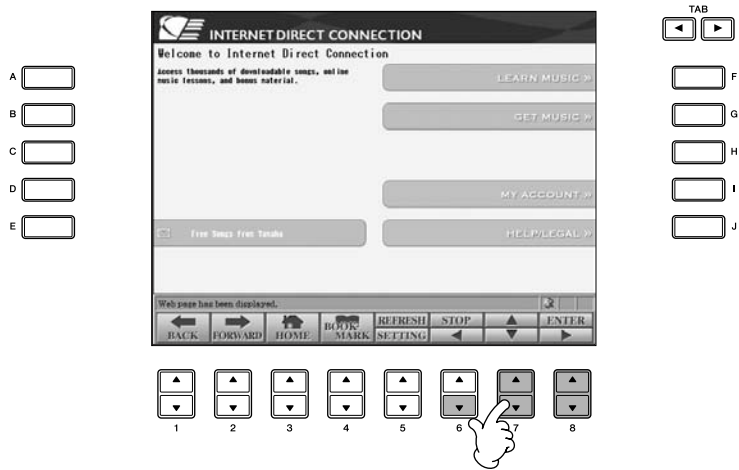 TAB
INTERNET DIRECT CONNECTION
Welcome to Internet Direct Connection
Access thousands of downloadable songs, online
music lessons, and bonus material.
LEARN MUSIC »
GET MUSIC »
MY ACCOUNT »
Free Songs from Yamaha
HELP/LEGAL »
Web page has been displayed.
BACK FORWARD HOME BOOK MARK REFRESH SETTING STOP ENTER
A
B
C
D
E
F
G
H
I
J
1 2 3 4 5 6 7 8